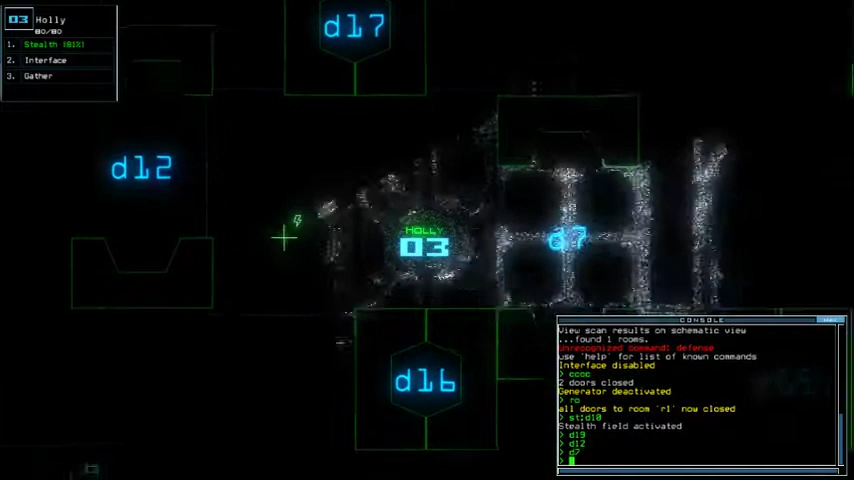 03 Holly
80/80
1. Stealth (81%)
2. Interface
3. Gather
d17
d12
HOLLY
03
d7
d16
CONSOLE
View scan results on schematic view
...found 1 rooms.
Unrecognized command: defense
use 'help' for list of known commands
Interface disabled
> cccc
2 doors closed
Generator deactivated
> ro
all doors to room 'r1' now closed
> st;d10
Stealth field activated
> d19
> d12
> d7
>